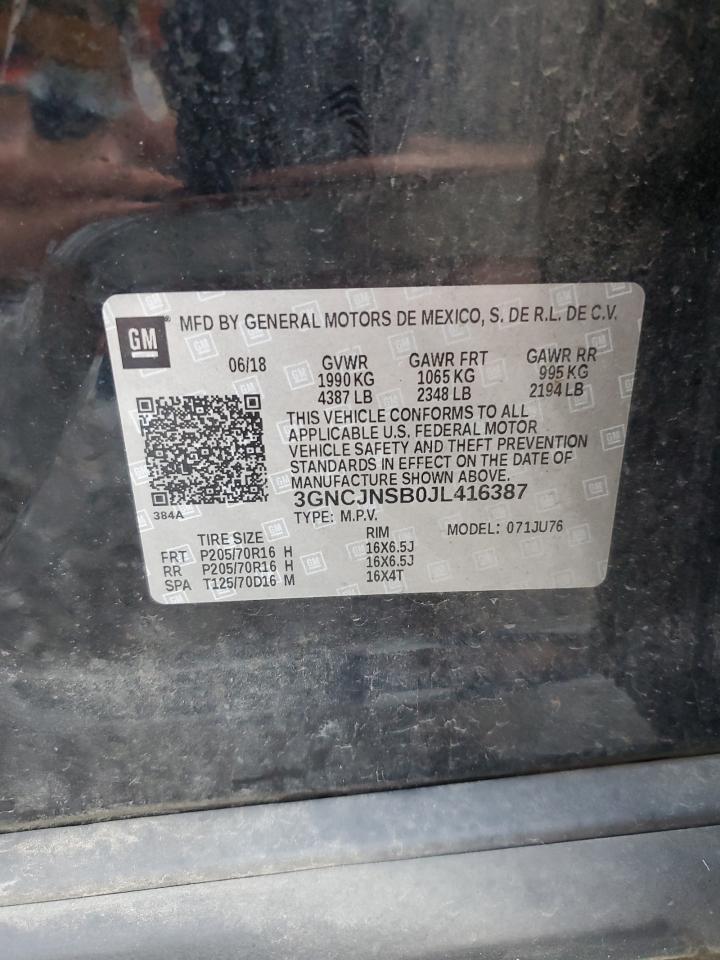 GM® MFD BY GENERAL MOTORS DE MEXICO, S. DE R.L. DE C.V.
06/18 GVWR GAWR FRT GAWR RR
1990 KG 1065 KG 995 KG
4387 LB 2348 LB 2194 LB
THIS VEHICLE CONFORMS TO ALL
APPLICABLE U.S. FEDERAL MOTOR
VEHICLE SAFETY AND THEFT PREVENTION
STANDARDS IN EFFECT ON THE DATE OF
MANUFACTURE SHOWN ABOVE.
3GNCJNSB0JL416387
384A TYPE: M.P.V. MODEL: 071JU76
TIRE SIZE RIM
FRT P205/70R16 H 16X6.5J
RR P205/70R16 H 16X6.5J
SPA T125/70D16 M 16X4T